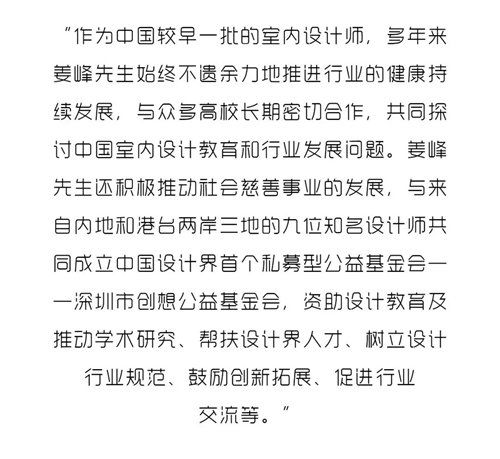 “作为中国较早一批的室内设计师，多年来
姜峰先生始终不遗余力地推进行业的健康持
续发展，与众多高校长期密切合作，共同探
讨中国室内设计教育和行业发展问题。姜峰
先生还积极推动社会慈善事业的发展，与来
自内地和港台两岸三地的九位知名设计师共
同成立中国设计界首个私募型公益基金会—
—深圳市创想公益基金会，资助设计教育及
推动学术研究、帮扶设计界人才、树立设计
行业规范、鼓励创新拓展、促进行业
交流等。”